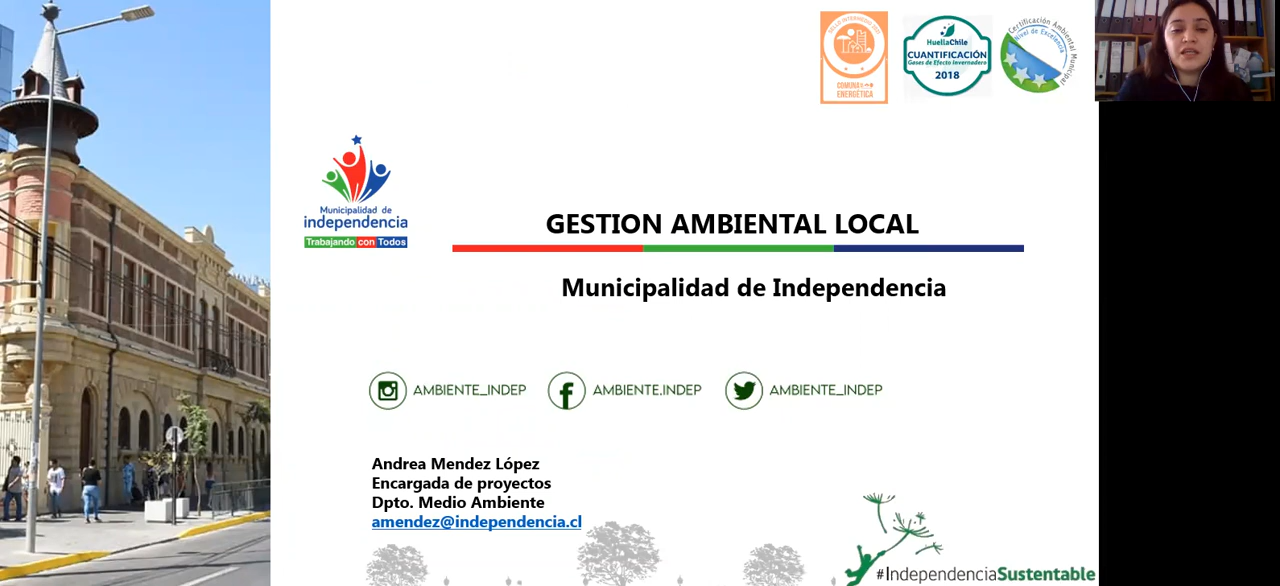 SELLO INTERMEDIO
COMUNA
ENERGÉTICA
HuellaChile
CUANTIFICACIÓN
Gases de Efecto Invernadero
2018
Certificación Ambiental Municipal
Nivel de Excelencia
Municipalidad de
independencia
Trabajando con Todos
GESTION AMBIENTAL LOCAL
Municipalidad de Independencia
AMBIENTE_INDEP
AMBIENTE.INDEP
AMBIENTE_INDEP
Andrea Mendez López
Encargada de proyectos
Dpto. Medio Ambiente
amendez@independencia.cl
#IndependenciaSustentable